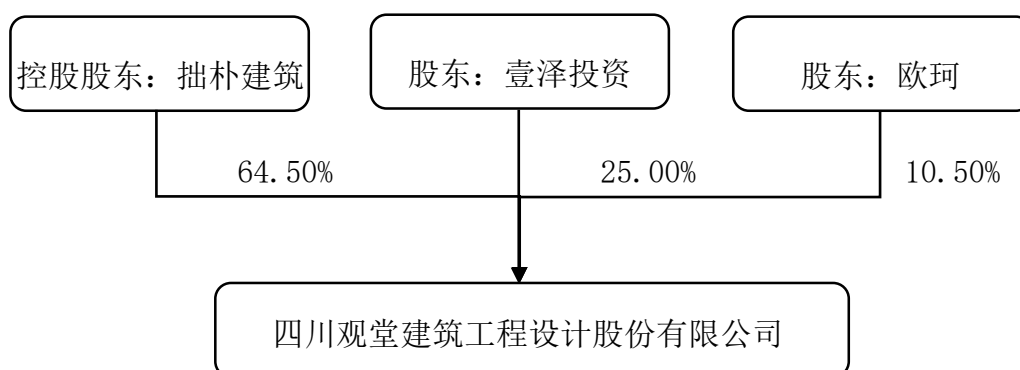 控股股东：拙朴建筑
股东：壹泽投资
股东：欧珂
64.50%
25.00%
10.50%
四川观堂建筑工程设计股份有限公司